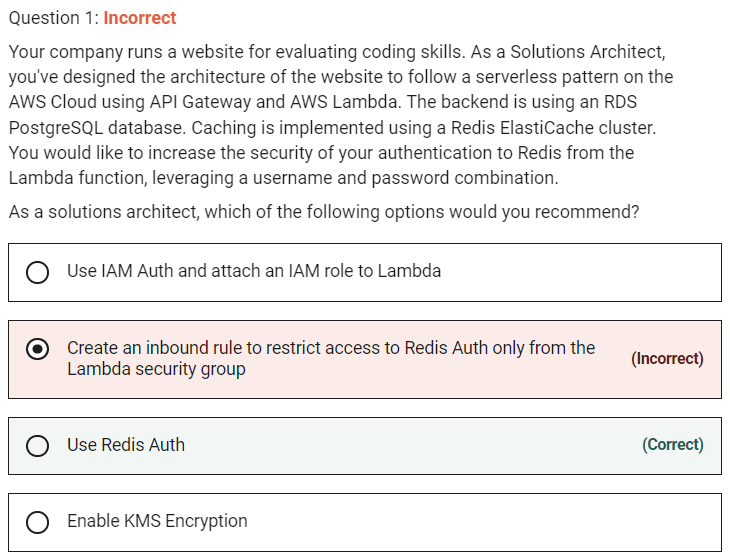 Question 1: Incorrect
Your company runs a website for evaluating coding skills. As a Solutions Architect,
you've designed the architecture of the website to follow a serverless pattern on the
AWS Cloud using API Gateway and AWS Lambda. The backend is using an RDS
PostgreSQL database. Caching is implemented using a Redis ElastiCache cluster.
You would like to increase the security of your authentication to Redis from the
Lambda function, leveraging a username and password combination.
As a solutions architect, which of the following options would you recommend?
Use IAM Auth and attach an IAM role to Lambda
Create an inbound rule to restrict access to Redis Auth only from the
Lambda security group
(Incorrect)
Use Redis Auth
(Correct)
Enable KMS Encryption